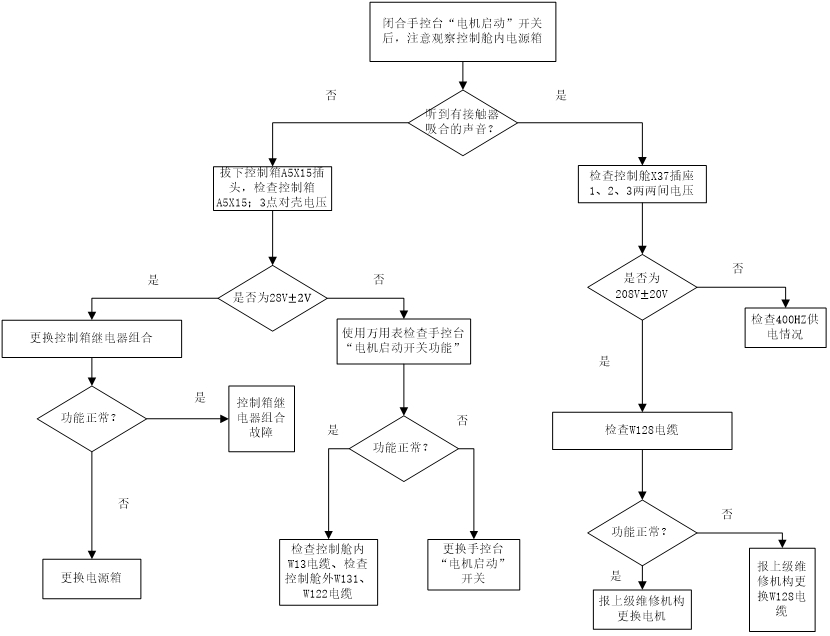 闭合手控台“电机启动”开关
后，注意观察控制舱内电源箱
否
是
听到有接触器
吸合的声音？
拔下控制箱A5X15插
头，检查控制箱
A5X15；3点对壳电压
检查控制舱X37插座
1、2、3两两间电压
是
否
否
是否为28V±2V
是否为
208V±20V
更换控制箱继电器组合
使用万用表检查手控台
“电机启动开关功能”
检查400HZ供
电情况
是
是
否
是
功能正常？
控制箱继
电器组合
故障
功能正常？
检查W128电缆
否
否
功能正常？
更换电源箱
检查控制舱内
W13电缆、检查
控制舱外W131、
W122电缆
更换手控台
“电机启动”
开关
是
报上级维修机构
更换电机
报上级维
修机构更
换W128电
缆